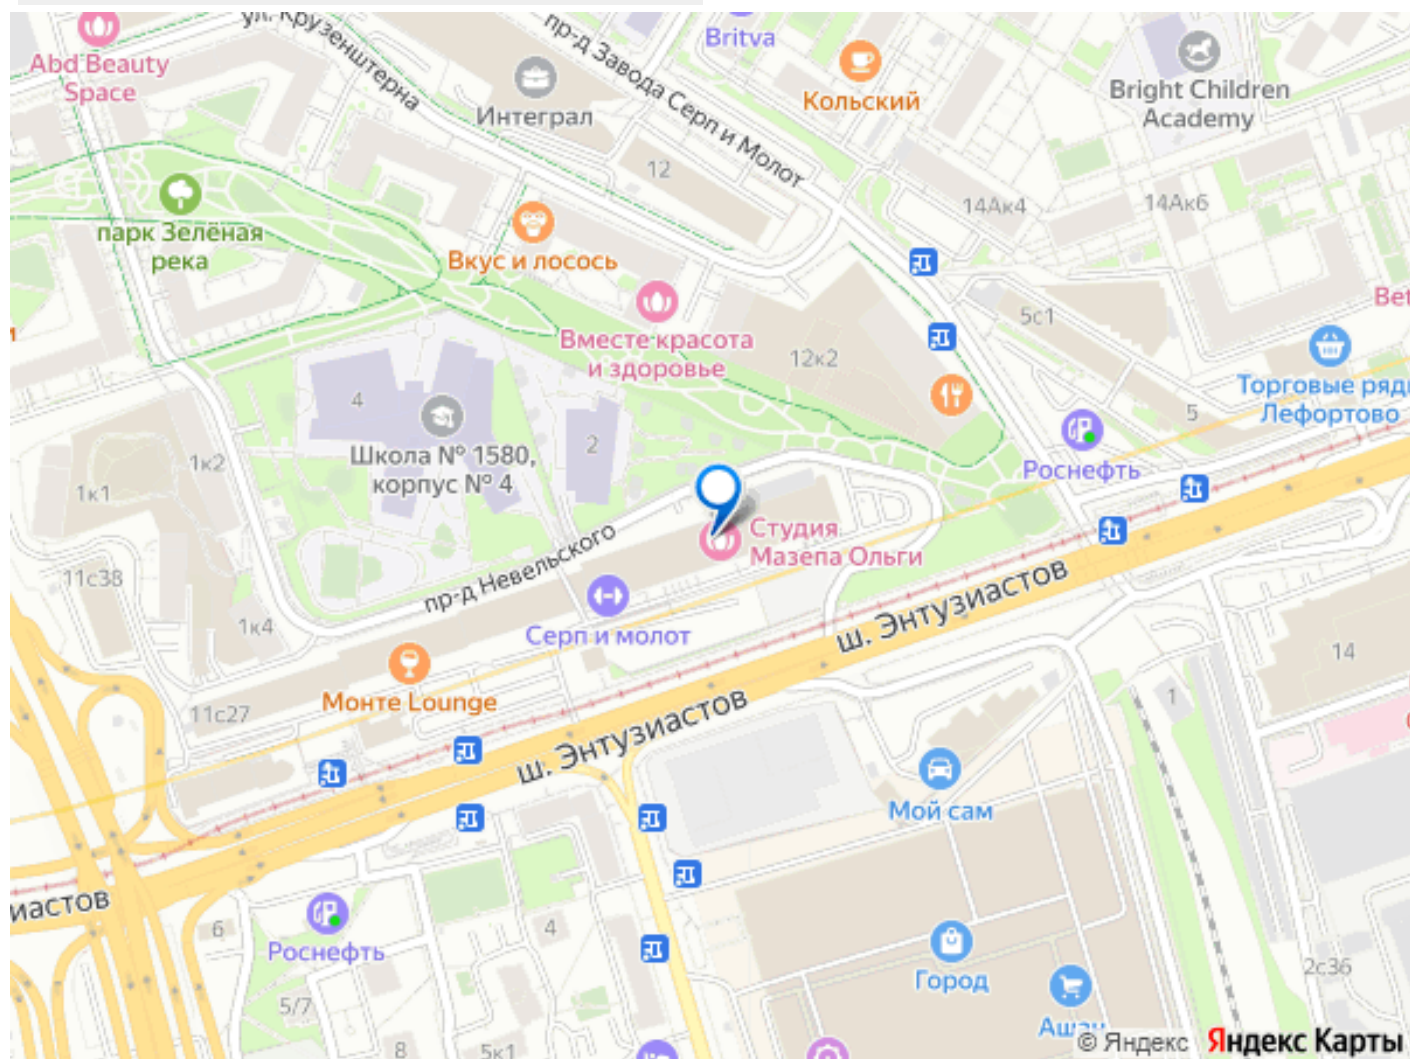 ул. Крузенштерна
пр-д Завода Серп и Молот
Britva
Abd Beauty
Space
Интеграл
Кольский
Bright Children
Academy
12
14Ак4
14Ак6
парк Зелёная
река
Вкус и лосось
Вместе красота
и здоровье
5с1
12к2
Торговые ряды
Лефортово
4
2
5
Школа № 1580,
корпус № 4
1к2
1к1
Роснефть
Студия
Мазепа Ольги
пр-д Невельского
11с38
1к4
Серп и молот
ш. Энтузиастов
14
1
Монте Lounge
11с27
ш. Энтузиастов
Мой сам
иастов
6
Роснефть
4
Город
2с36
5/7
Ашан
8
5к1
© Яндекс Яндекс Карты